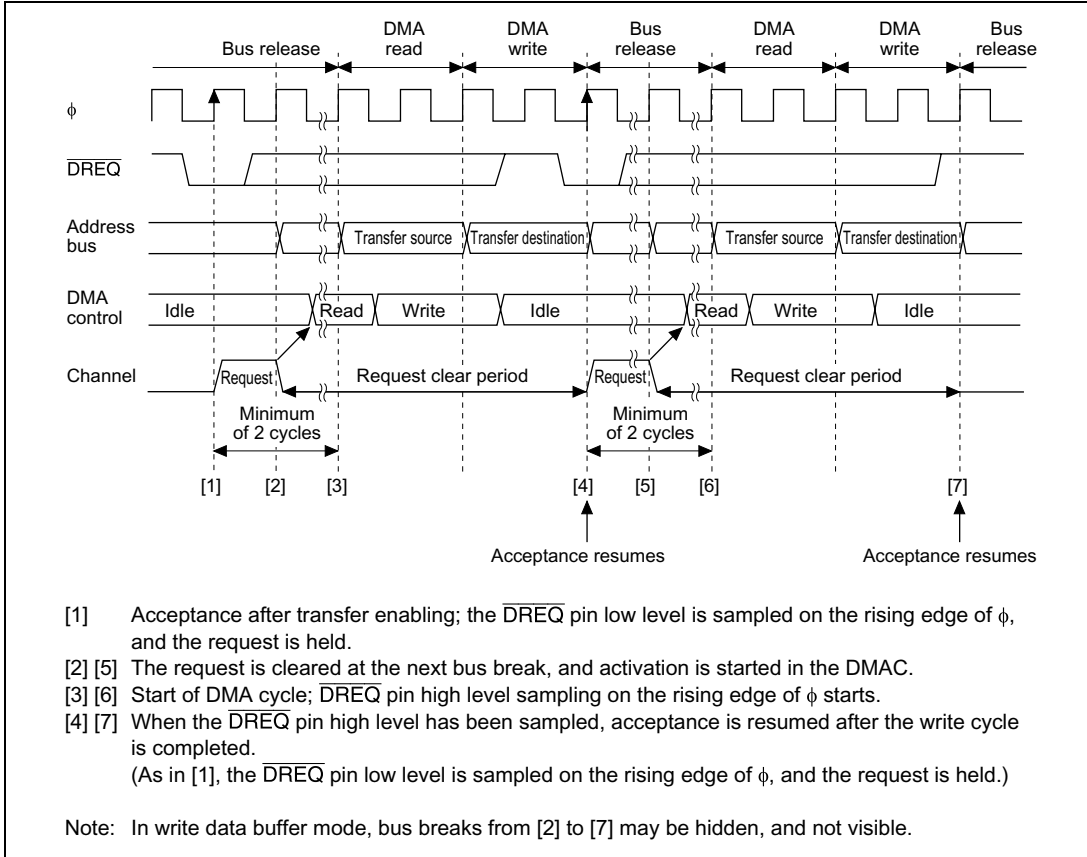 Bus release
DMA read
DMA write
Bus release
DMA read
DMA write
Bus release
ϕ
DREQ
Address bus
Transfer source
Transfer destination
Transfer source
Transfer destination
DMA control
Idle
Read
Write
Idle
Read
Write
Idle
Channel
Request
Request clear period
Request
Request clear period
Minimum of 2 cycles
Minimum of 2 cycles
[1] [2] [3] [4] [5] [6] [7]
Acceptance resumes
Acceptance resumes
[1] Acceptance after transfer enabling; the DREQ pin low level is sampled on the rising edge of ϕ,
and the request is held.
[2] [5] The request is cleared at the next bus break, and activation is started in the DMAC.
[3] [6] Start of DMA cycle; DREQ pin high level sampling on the rising edge of ϕ starts.
[4] [7] When the DREQ pin high level has been sampled, acceptance is resumed after the write cycle
is completed.
(As in [1], the DREQ pin low level is sampled on the rising edge of ϕ, and the request is held.)
Note: In write data buffer mode, bus breaks from [2] to [7] may be hidden, and not visible.